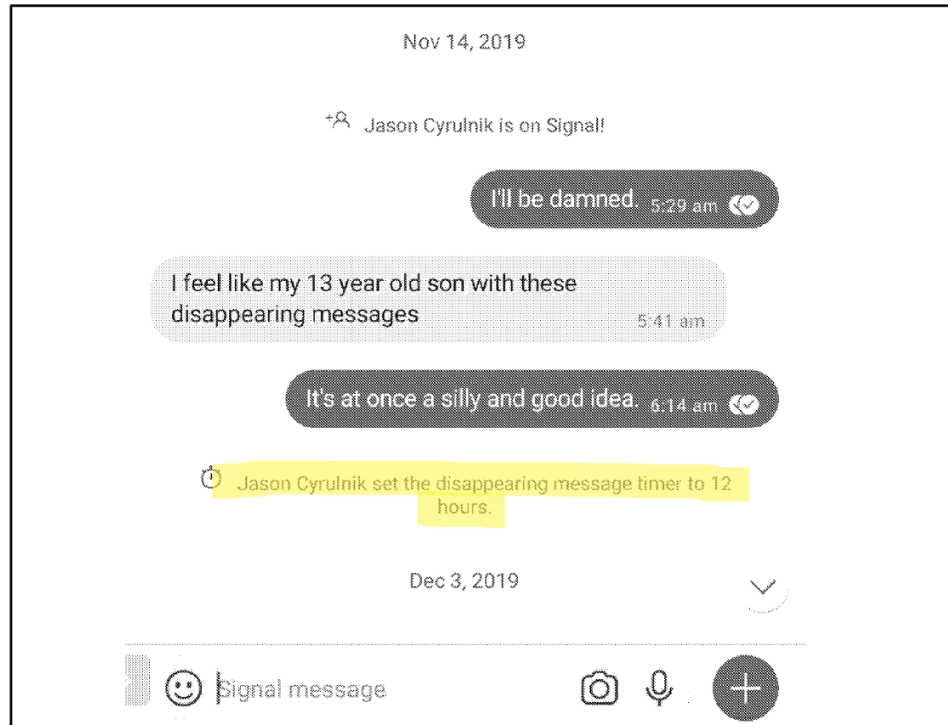 Nov 14, 2019
Jason Cyrulnik is on Signal!
I'll be damned. 5:29 am
I feel like my 13 year old son with these
disappearing messages 5:41 am
It's at once a silly and good idea. 6:14 am
Jason Cyrulnik set the disappearing message timer to 12
hours.
Dec 3, 2019
Signal message